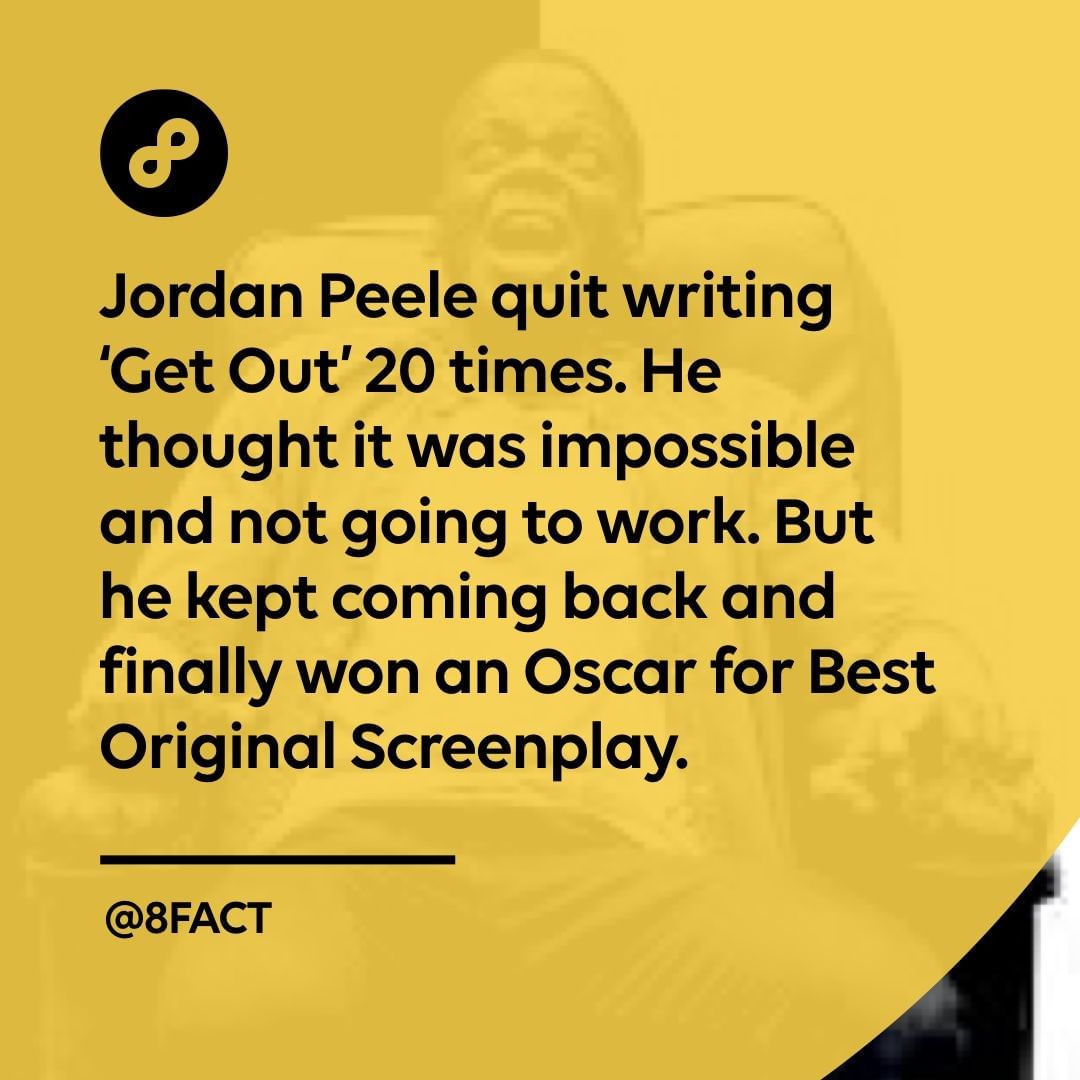 Jordan Peele quit writing
‘Get Out’ 20 times. He
thought it was impossible
and not going to work. But
he kept coming back and
finally won an Oscar for Best
Original Screenplay.
@8FACT